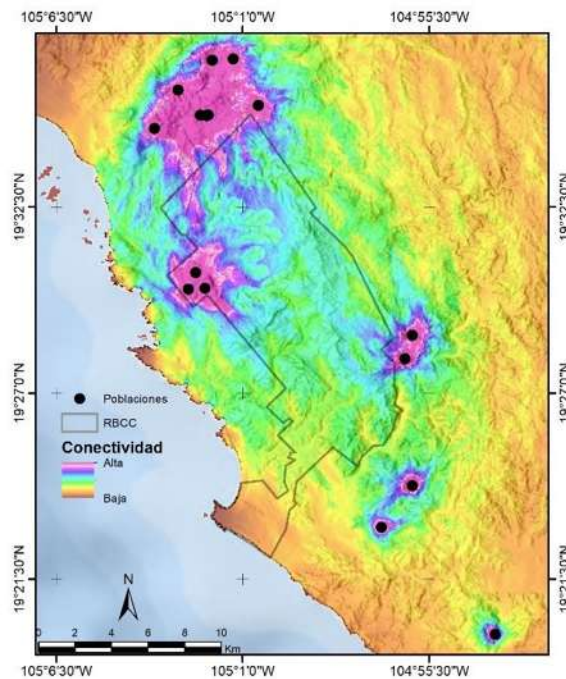 105°6'30"W 105°1'0"W 104°55'30"W
19°32'30"N 19°32'30"N
19°27'0"N 19°27'0"N
Poblaciones
RBCC
Conectividad
Alta
Baja
19°21'30"N 19°21'30"N
N
0 2 4 6 8 10
Km
105°6'30"W 105°1'0"W 104°55'30"W